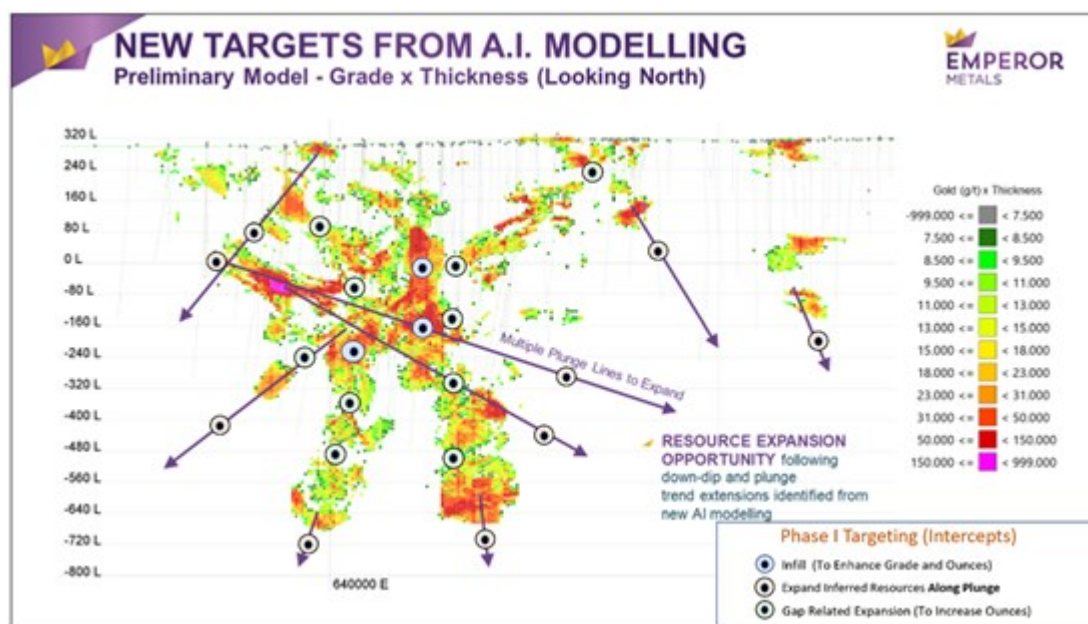 NEW TARGETS FROM A.I. MODELLING
Preliminary Model - Grade x Thickness (Looking North)
EMPEROR
METALS
320 L
240 L
160 L
80 L
0 L
-80 L
-160 L
-240 L
-320 L
-400 L
-480 L
-560 L
-640 L
-720 L
-800 L
640000 E
Multiple Plunge Lines to Expand
RESOURCE EXPANSION
OPPORTUNITY following
down-dip and plunge
trend extensions identified from
new AI modelling
Gold (g/t) x Thickness
-999.000 <= < 7.500
7.500 <= < 8.500
8.500 <= < 9.500
9.500 <= < 11.000
11.000 <= < 13.000
13.000 <= < 15.000
15.000 <= < 18.000
18.000 <= < 23.000
23.000 <= < 31.000
31.000 <= < 50.000
50.000 <= < 150.000
150.000 <= < 999.000
Phase I Targeting (Intercepts)
Infill (To Enhance Grade and Ounces)
Expand Inferred Resources Along Plunge
Gap Related Expansion (To Increase Ounces)